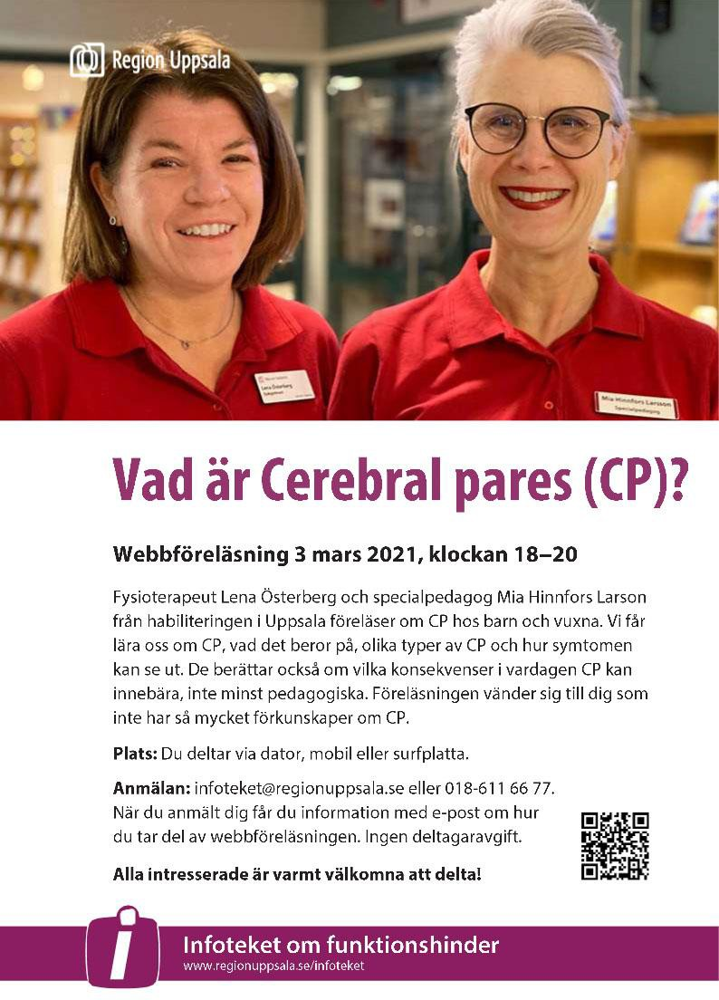 Region Uppsala
Lena Österberg
Mia Hinnfors Larsson
Specialpedagog
Vad är Cerebral pares (CP)?
Webbföreläsning 3 mars 2021, klockan 18–20
Fysioterapeut Lena Österberg och specialpedagog Mia Hinnfors Larson
från habiliteringen i Uppsala föreläser om CP hos barn och vuxna. Vi får
lära oss om CP, vad det beror på, olika typer av CP och hur symtomen
kan se ut. De berättar också om vilka konsekvenser i vardagen CP kan
innebära, inte minst pedagogiska. Föreläsningen vänder sig till dig som
inte har så mycket förkunskaper om CP.
Plats: Du deltar via dator, mobil eller surfplatta.
Anmälan: infoteket@regionuppsala.se eller 018-611 66 77.
När du anmält dig får du information med e-post om hur
du tar del av webbföreläsningen. Ingen deltagaravgift.
Alla intresserade är varmt välkomna att delta!
i
Infoteket om funktionshinder
www.regionuppsala.se/infoteket